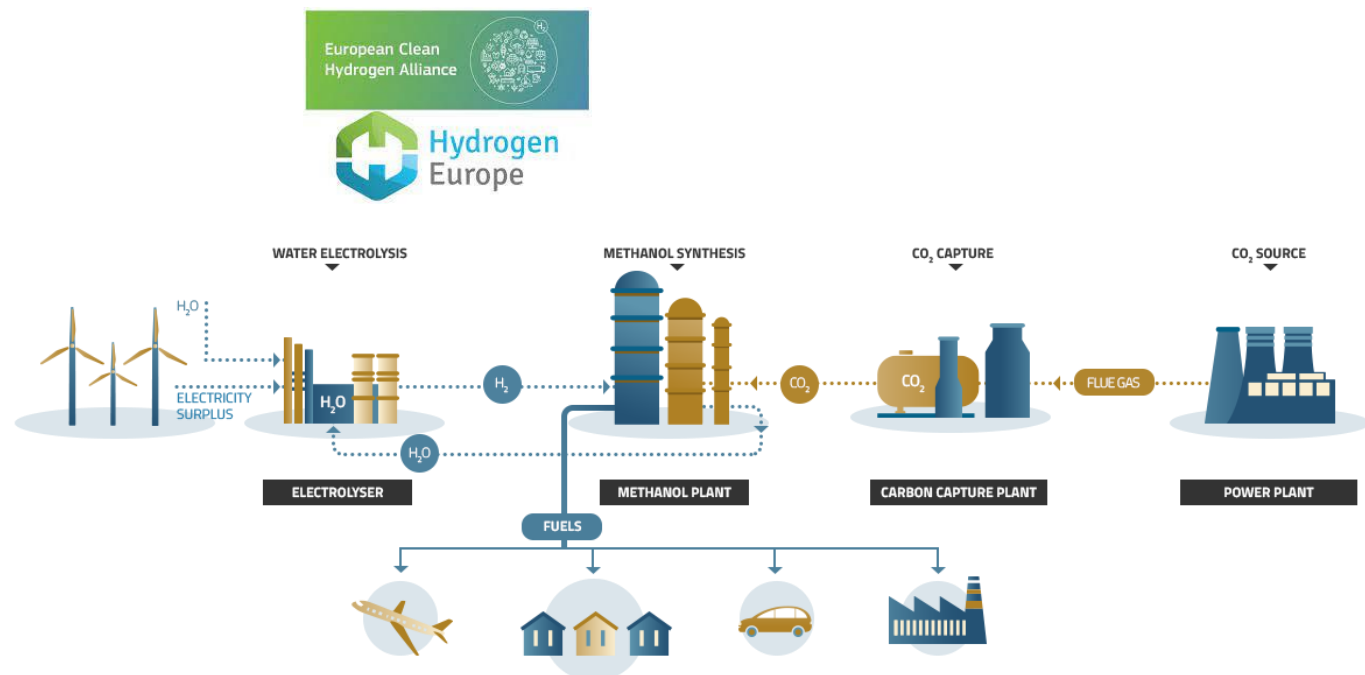 H₂
European Clean
Hydrogen Alliance
Hydrogen
Europe
WATER ELECTROLYSIS
METHANOL SYNTHESIS
CO₂ CAPTURE
CO₂ SOURCE
H₂O
ELECTRICITY
SURPLUS
H₂O
H₂
CO₂
CO₂
FLUE GAS
H₂O
ELECTROLYSER
METHANOL PLANT
CARBON CAPTURE PLANT
POWER PLANT
FUELS